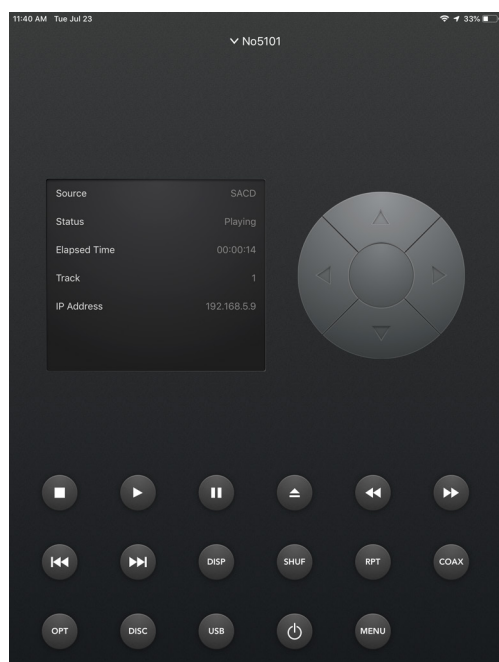 11:40 AM Tue Jul 23 33%
No5101
Source SACD
Status Playing
Elapsed Time 00:00:14
Track 1
IP Address 192.168.5.9
DISP SHUF RPT COAX
OPT DISC USB MENU